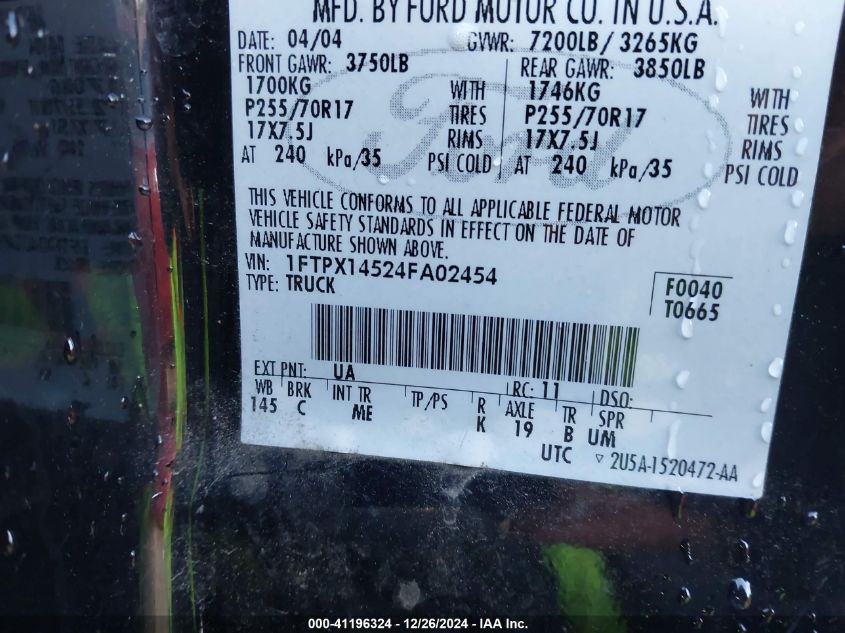 MFD. BY FORD MOTOR CO. IN U.S.A.
DATE: 04/04 GVWR: 7200LB/ 3265KG
FRONT GAWR: 3750LB REAR GAWR: 3850LB
1700KG WITH 1746KG WITH
P255/70R17 TIRES P255/70R17 TIRES
17X7.5J RIMS 17X7.5J RIMS
AT 240 kPa/35 PSI COLD AT 240 kPa/35 PSI COLD
Ford
THIS VEHICLE CONFORMS TO ALL APPLICABLE FEDERAL MOTOR
VEHICLE SAFETY STANDARDS IN EFFECT ON THE DATE OF
MANUFACTURE SHOWN ABOVE.
VIN: 1FTPX14524FA02454
TYPE: TRUCK
F0040
T0665
EXT PNT: UA RC: 11 DSO:
WB BRK INT TR TP/PS R AXLE TR SPR
145 C ME K 19 B UM
UTC ▽ 2U5A-1520472-AA
000-41196324 > 12/26/2024 - IAA Inc.